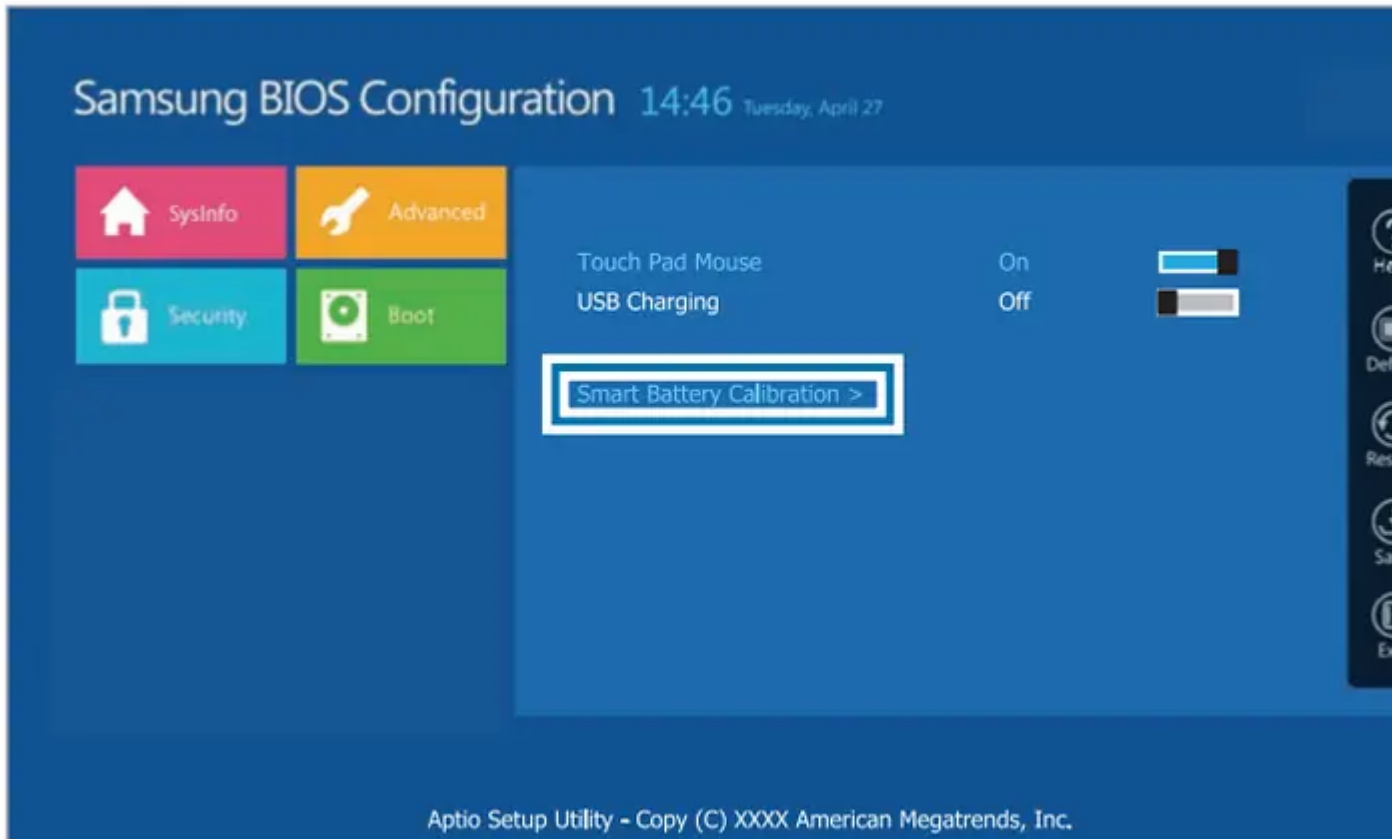 Samsung BIOS Configuration 14:46 Tuesday, April 27
SysInfo
Advanced
Security
Boot
Touch Pad Mouse On
USB Charging Off
Smart Battery Calibration >
Aptio Setup Utility - Copy (C) XXXX American Megatrends, Inc.